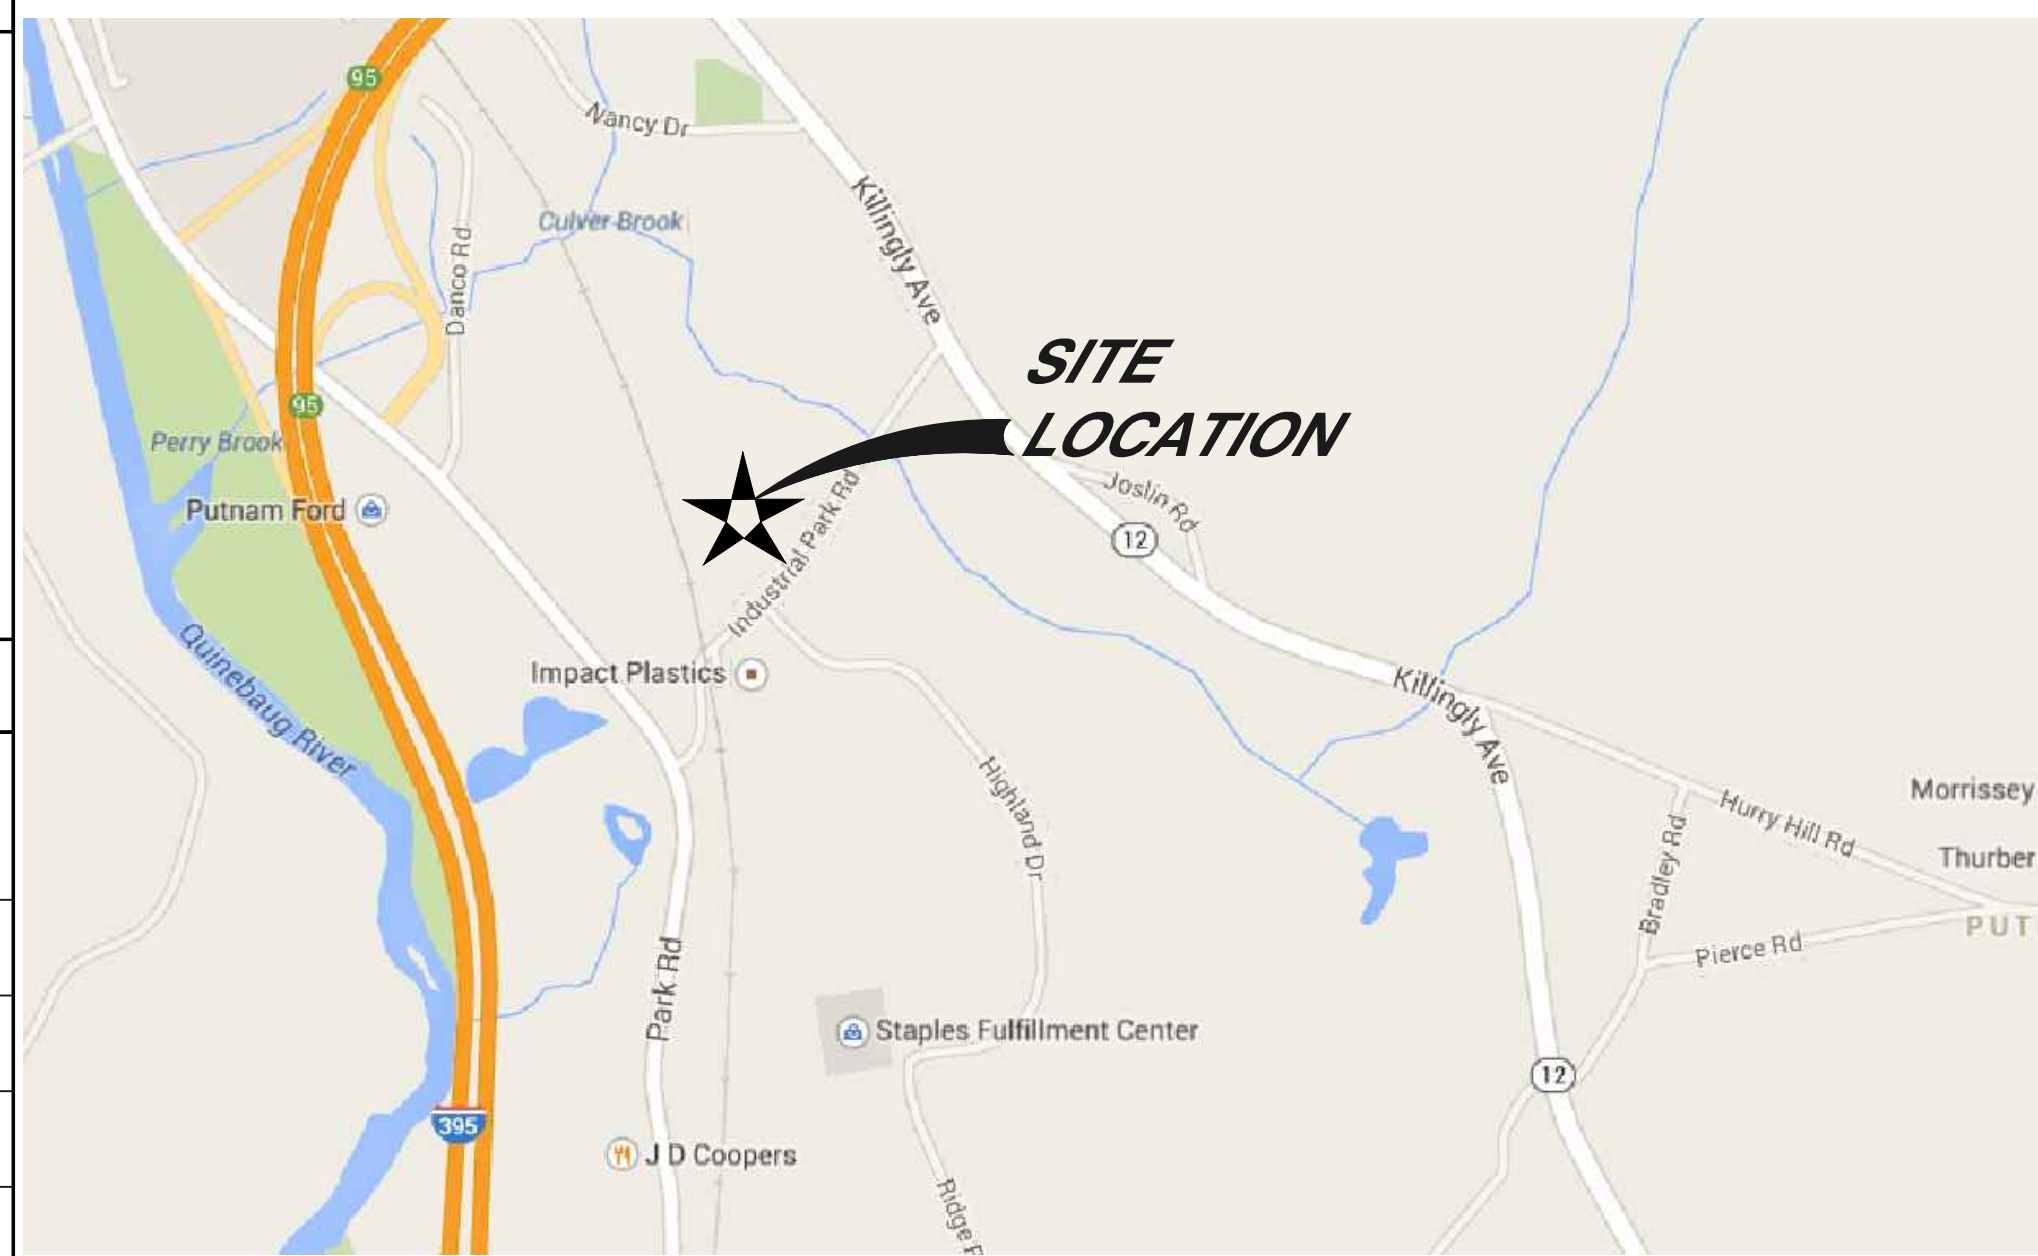 95
Nancy Dr
Killingly Ave
Culver Brook
Danco Rd
SITE
LOCATION
95
Perry Brook
Putnam Ford
Joslin Rd
12
Industrial Park Rd
Quinebaug River
Impact Plastics
Killingly Ave
Highland Dr
Morrissey
Hurry Hill Rd
Thurber
Bradley Rd
PUT
Pierce Rd
Park Rd
Staples Fulfillment Center
12
395
J D Coopers
Ridge